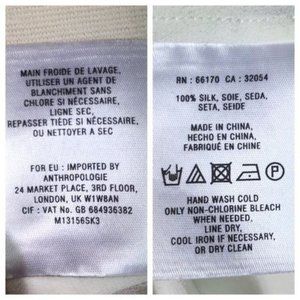 MAIN FROIDE DE LAVAGE,
UTILISER UN AGENT DE
BLANCHIMENT SANS
CHLORE SI NÉCESSAIRE,
LIGNE SEC,
REPASSER TIÈDE SI NÉCESSAIRE,
OU NETTOYER A SEC
FOR EU : IMPORTED BY
ANTHROPOLOGIE
24 MARKET PLACE, 3RD FLOOR,
LONDON, UK W1W8AN
CIF : VAT No. GB 684936382
M13156SK3
RN : 66170 CA : 32054
100% SILK, SOIE, SEDA,
SETA, SEIDE
MADE IN CHINA,
HECHO EN CHINA,
FABRIQUÉ EN CHINE
HAND WASH COLD
ONLY NON-CHLORINE BLEACH
WHEN NEEDED,
LINE DRY,
COOL IRON IF NECESSARY,
OR DRY CLEAN